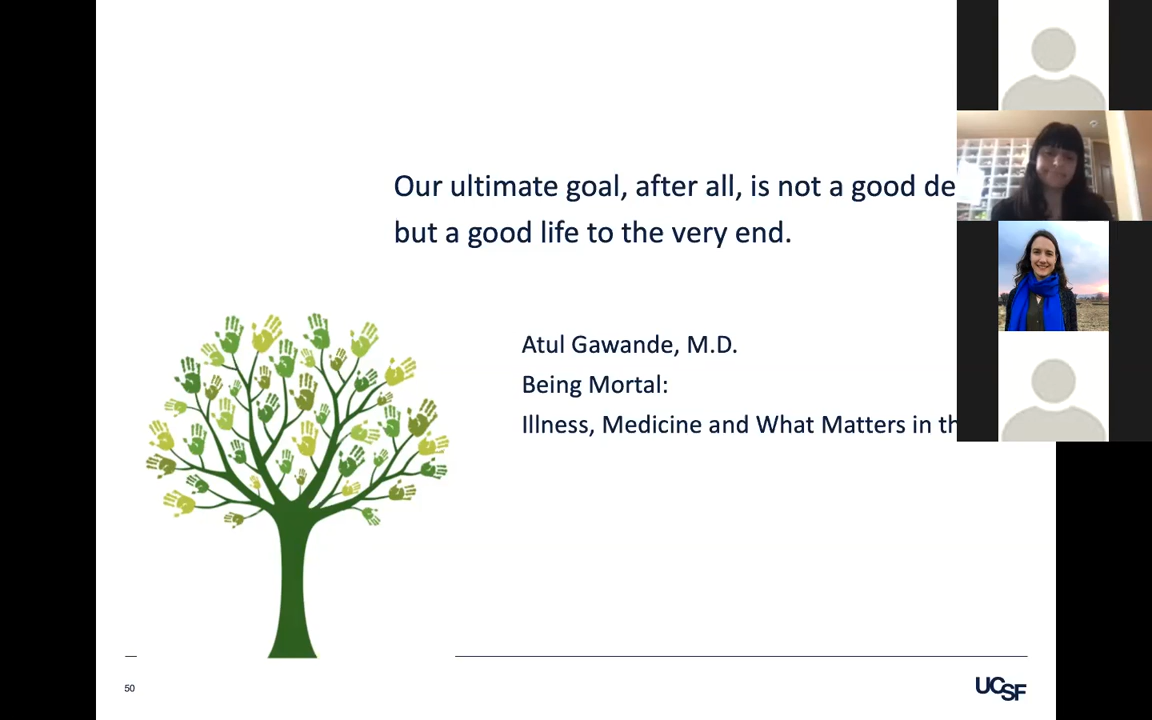 Our ultimate goal, after all, is not a good de
but a good life to the very end.
Atul Gawande, M.D.
Being Mortal:
Illness, Medicine and What Matters in th
50
UCSF